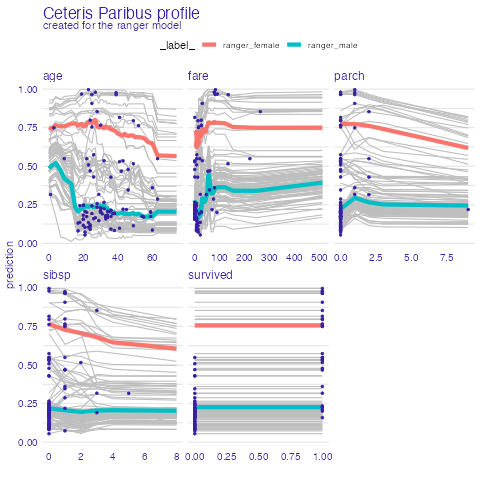 Ceteris Paribus profile
created for the ranger model
_label_ ranger_female ranger_male
age fare parch
1.00
0.75
0.50
0.25
0.00
0 20 40 60 0 100 200 300 400 500 0.0 2.5 5.0 7.5
prediction
sibsp survived
1.00
0.75
0.50
0.25
0.00
0 2 4 6 8 0.00 0.25 0.50 0.75 1.00